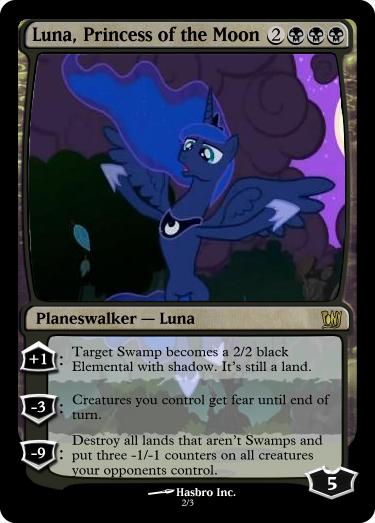 Luna, Princess of the Moon 2
Planeswalker — Luna
+1: Target Swamp becomes a 2/2 black
Elemental with shadow. It's still a land.
-3: Creatures you control get fear until end of
turn.
-9: Destroy all lands that aren't Swamps and
put three -1/-1 counters on all creatures
your opponents control.
5
Hasbro Inc.
2/3